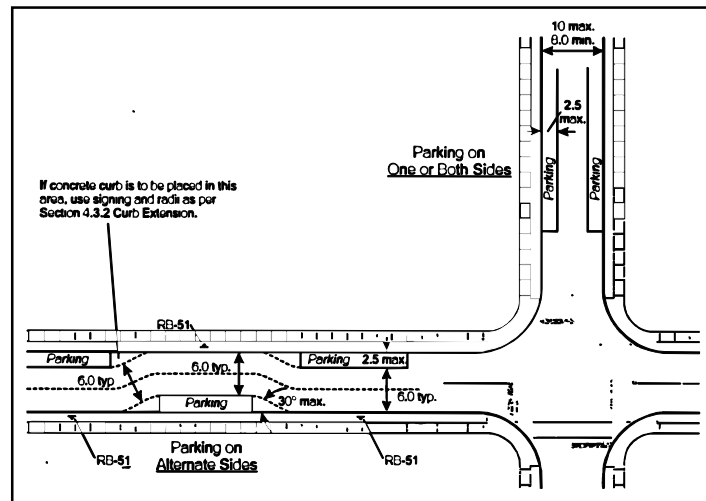 10 max.
8.0 min.
2.5
max.
Parking on
One or Both Sides
Parking
Parking
If concrete curb is to be placed in this
area, use signing and radii as per
Section 4.3.2 Curb Extension.
RB-51
Parking
6.0 typ.
Parking
2.5 max.
6.0 typ
Parking
30° max.
6.0 typ.
RB-51
Parking on
Alternate Sides
RB-51